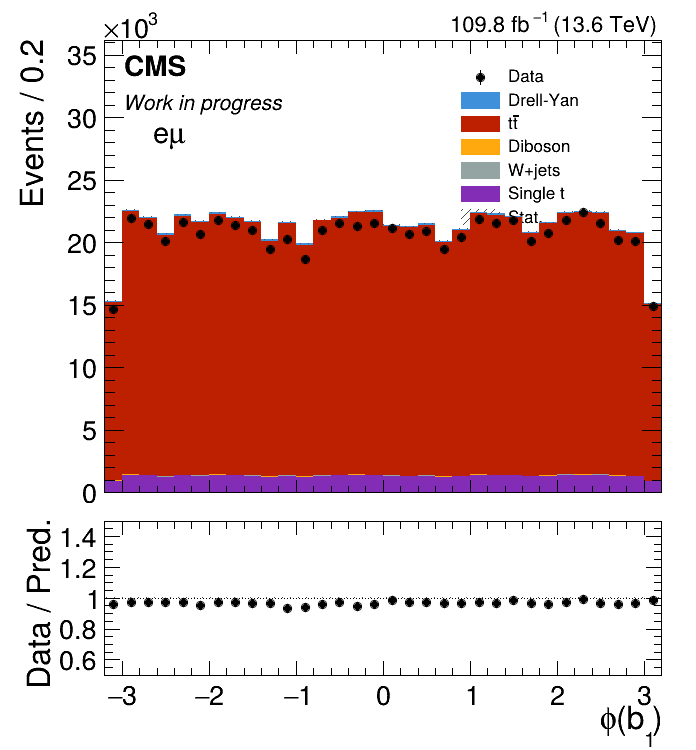 ×10³
109.8 fb⁻¹ (13.6 TeV)
CMS
Work in progress
eμ
Data
Drell-Yan
tt̄
Diboson
W+jets
Single t
Stat.
Events / 0.2
35
30
25
20
15
10
5
0
Data / Pred.
1.4
1.2
1
0.8
0.6
−3 −2 −1 0 1 2 3
ϕ(b₁)